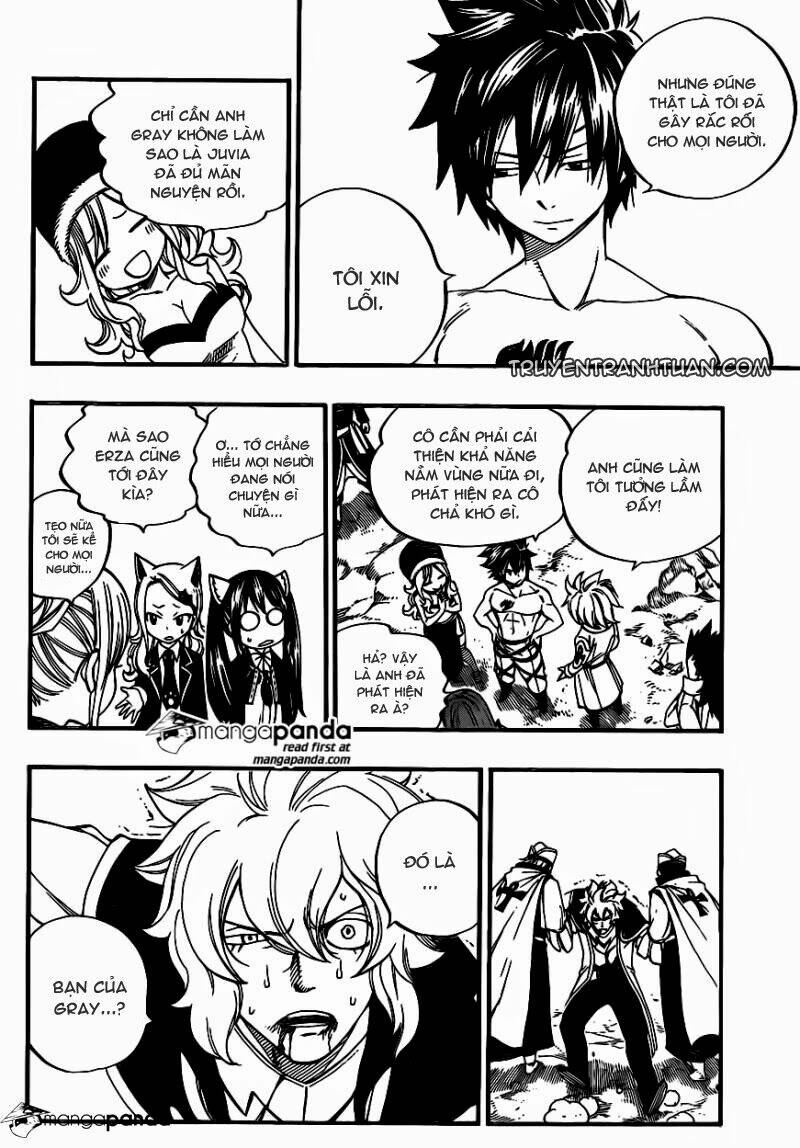 CHỈ CẦN ANH
GRAY KHÔNG LÀM
SAO LÀ JUVIA
ĐÃ ĐỦ MÃN
NGUYỆN RỒI.
NHƯNG ĐÚNG
THẬT LÀ TÔI ĐÃ
GÂY RẮC RỐI
CHO MỌI NGƯỜI.
TÔI XIN
LỖI.
TRUYENTRANHTUAN.COM
MÀ SAO
ERZA CŨNG
TỚI ĐÂY
KÌA?
Ơ... TỚ CHẲNG
HIỂU MỌI NGƯỜI
ĐANG NÓI
CHUYỆN GÌ
NỮA...
TẸO NỮA
TÔI SẼ KỂ
CHO MỌI
NGƯỜI...
CÔ CẦN PHẢI CẢI
THIỆN KHẢ NĂNG
NẰM VÙNG NỮA ĐI,
PHÁT HIỆN RA CÔ
CHẢ KHÓ GÌ.
ANH CŨNG LÀM
TÔI TƯỞNG LẦM
ĐẤY!
HẢ? VẬY
LÀ ANH ĐÃ
PHÁT HIỆN
RA À?
mangapanda
read first at
mangapanda.com
ĐÓ LÀ
...
BẠN CỦA
GRAY...?
mangapanda